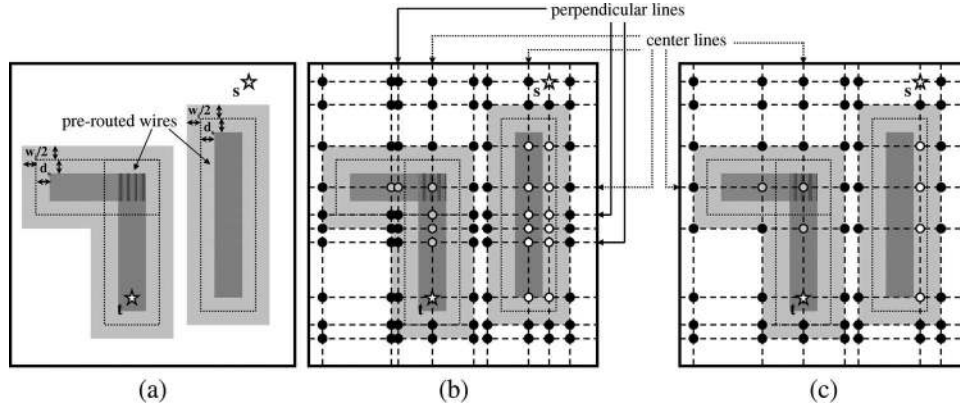 perpendicular lines
center lines
s
w/2
pre-routed wires
d
w/2
d
t
s
t
s
t
(a)
(b)
(c)